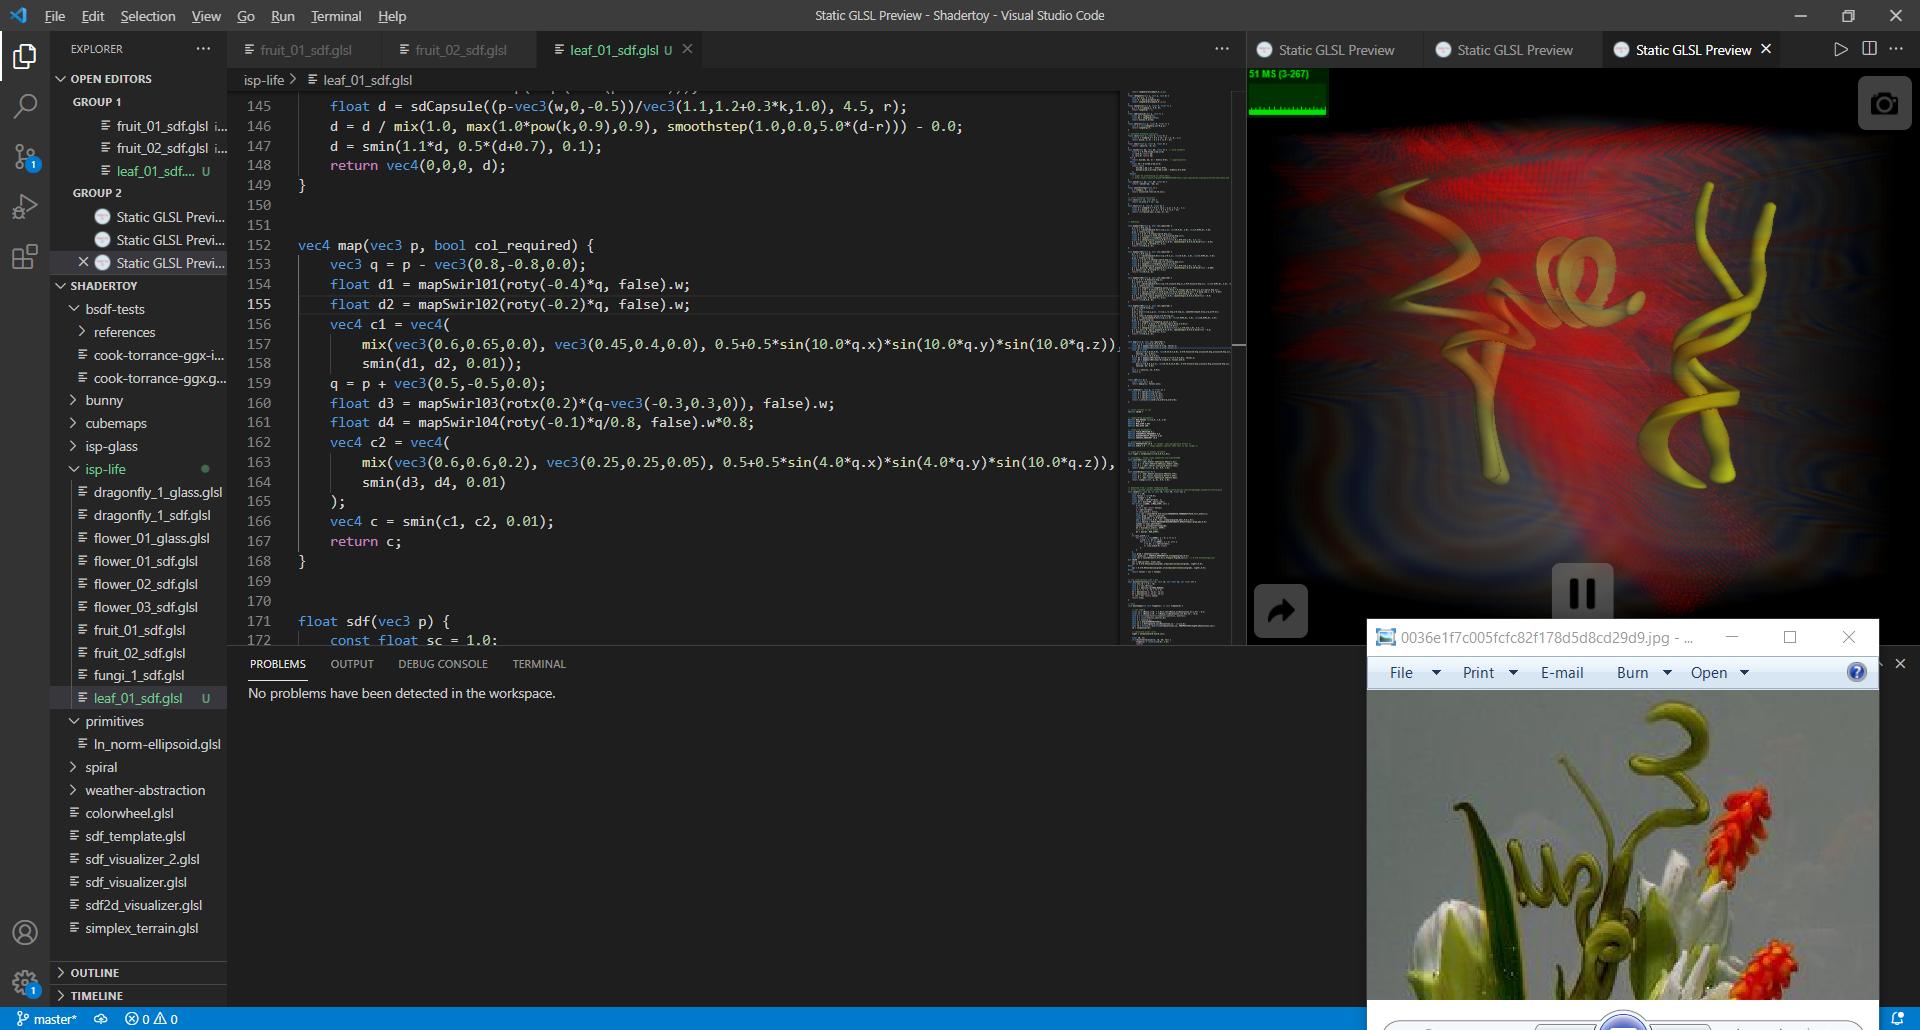 File Edit Selection View Go Run Terminal Help
Static GLSL Preview - Shadertoy - Visual Studio Code
EXPLORER
OPEN EDITORS
GROUP 1
fruit_01_sdf.glsl i...
fruit_02_sdf.glsl i...
leaf_01_sdf.... U
GROUP 2
Static GLSL Previ...
Static GLSL Previ...
Static GLSL Previ...
SHADERTOY
bsdf-tests
references
cook-torrance-ggx-i...
cook-torrance-ggx.g...
bunny
cubemaps
isp-glass
isp-life
dragonfly_1_glass.glsl
dragonfly_1_sdf.glsl
flower_01_glass.glsl
flower_01_sdf.glsl
flower_02_sdf.glsl
flower_03_sdf.glsl
fruit_01_sdf.glsl
fruit_02_sdf.glsl
fungi_1_sdf.glsl
leaf_01_sdf.glsl U
primitives
ln_norm-ellipsoid.glsl
spiral
weather-abstraction
colorwheel.glsl
sdf_template.glsl
sdf_visualizer_2.glsl
sdf_visualizer.glsl
sdf2d_visualizer.glsl
simplex_terrain.glsl
OUTLINE
TIMELINE
fruit_01_sdf.glsl fruit_02_sdf.glsl leaf_01_sdf.glsl U
isp-life > leaf_01_sdf.glsl
145 float d = sdCapsule((p-vec3(w,0,-0.5))/vec3(1.1,1.2+0.3*k,1.0), 4.5, r);
146 d = d / mix(1.0, max(1.0*pow(k,0.9),0.9), smoothstep(1.0,0.0,5.0*(d-r))) - 0.0;
147 d = smin(1.1*d, 0.5*(d+0.7), 0.1);
148 return vec4(0,0,0, d);
149 }
150
151
152 vec4 map(vec3 p, bool col_required) {
153 vec3 q = p - vec3(0.8,-0.8,0.0);
154 float d1 = mapSwirl01(roty(-0.4)*q, false).w;
155 float d2 = mapSwirl02(roty(-0.2)*q, false).w;
156 vec4 c1 = vec4(
157 mix(vec3(0.6,0.65,0.0), vec3(0.45,0.4,0.0), 0.5+0.5*sin(10.0*q.x)*sin(10.0*q.y)*sin(10.0*q.z)),
158 smin(d1, d2, 0.01));
159 q = p + vec3(0.5,-0.5,0.0);
160 float d3 = mapSwirl03(rotx(0.2)*(q-vec3(-0.3,0.3,0)), false).w;
161 float d4 = mapSwirl04(roty(-0.1)*q/0.8, false).w*0.8;
162 vec4 c2 = vec4(
163 mix(vec3(0.6,0.6,0.2), vec3(0.25,0.25,0.05), 0.5+0.5*sin(4.0*q.x)*sin(4.0*q.y)*sin(10.0*q.z)),
164 smin(d3, d4, 0.01)
165 );
166 vec4 c = smin(c1, c2, 0.01);
167 return c;
168 }
169
170
171 float sdf(vec3 p) {
172 const float sc = 1.0;
PROBLEMS OUTPUT DEBUG CONSOLE TERMINAL
No problems have been detected in the workspace.
Static GLSL Preview Static GLSL Preview Static GLSL Preview
51 MS (3-267)
0036e1f7c005fcfc82f178d5d8cd29d9.jpg - ...
File Print E-mail Burn Open
1
1
master* 0 0